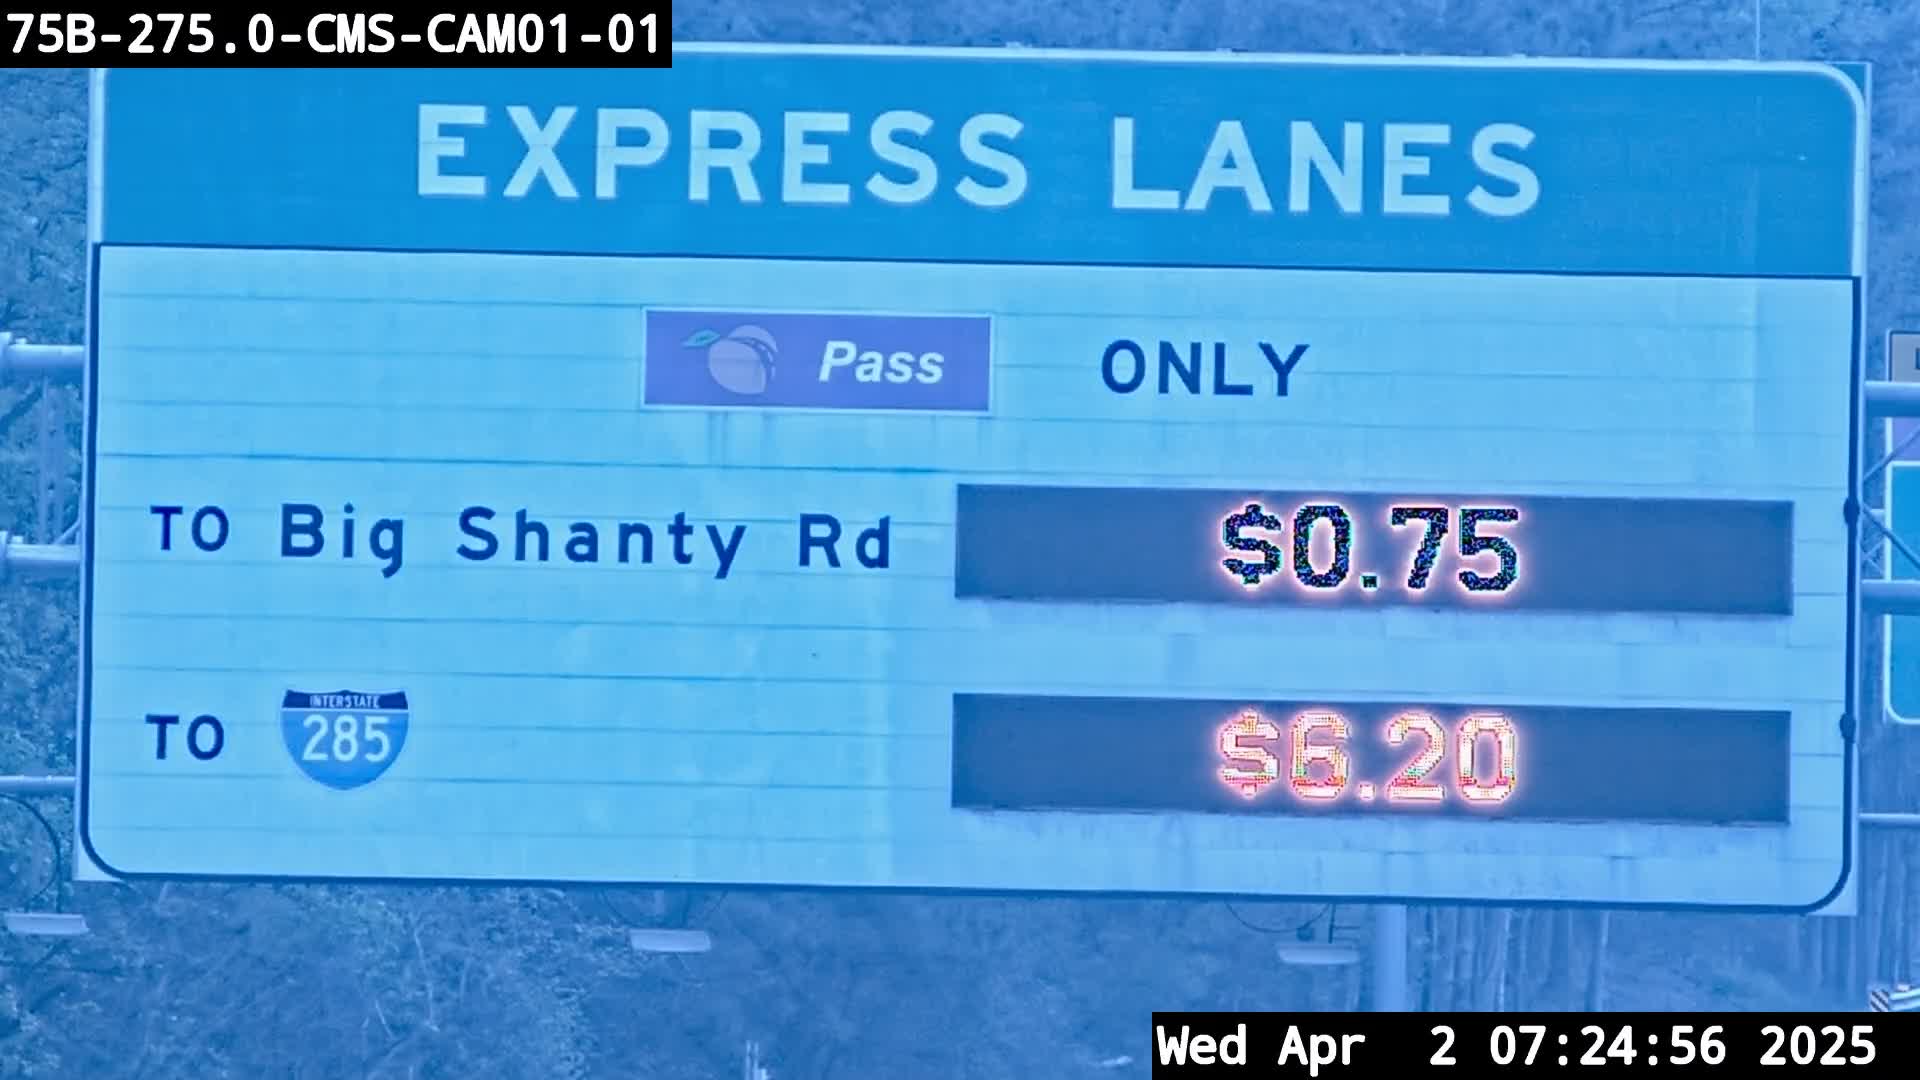 75B-275.0-CMS-CAM01-01
EXPRESS LANES
Pass ONLY
TO Big Shanty Rd $0.75
TO INTERSTATE 285 $6.20
Wed Apr 2 07:24:56 2025